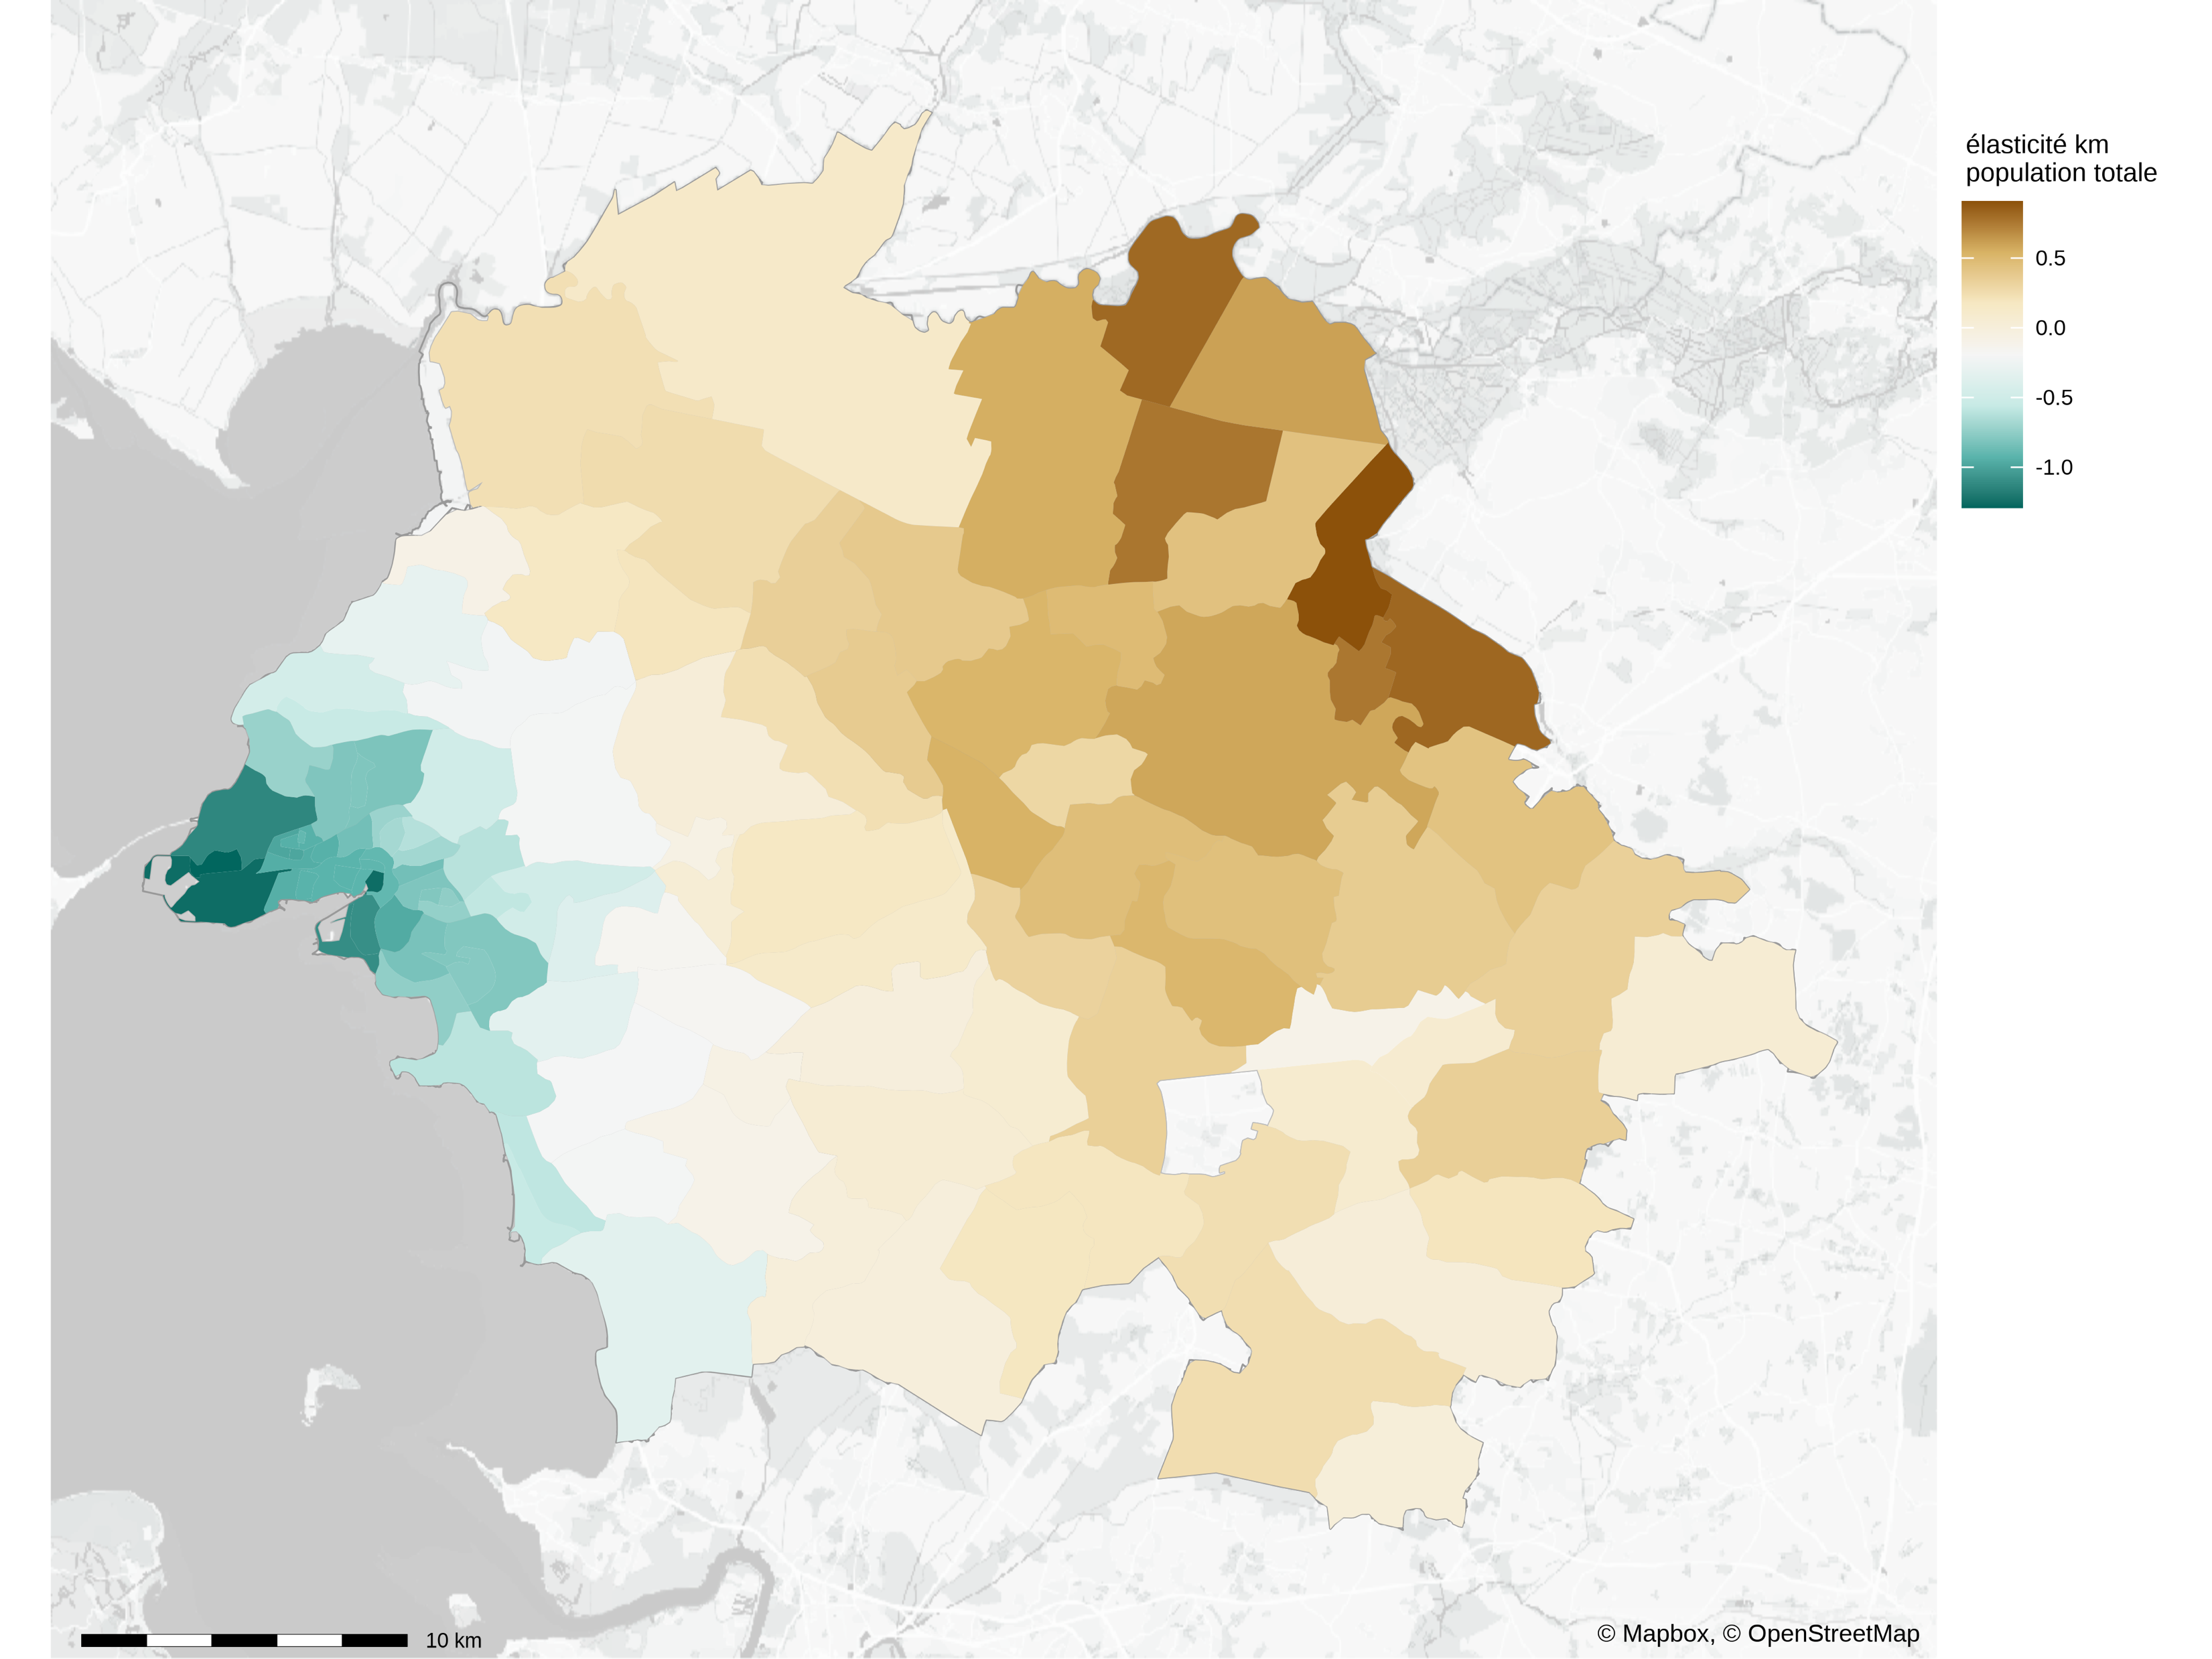 élasticité km
population totale
0.5
0.0
-0.5
-1.0
10 km
© Mapbox, © OpenStreetMap